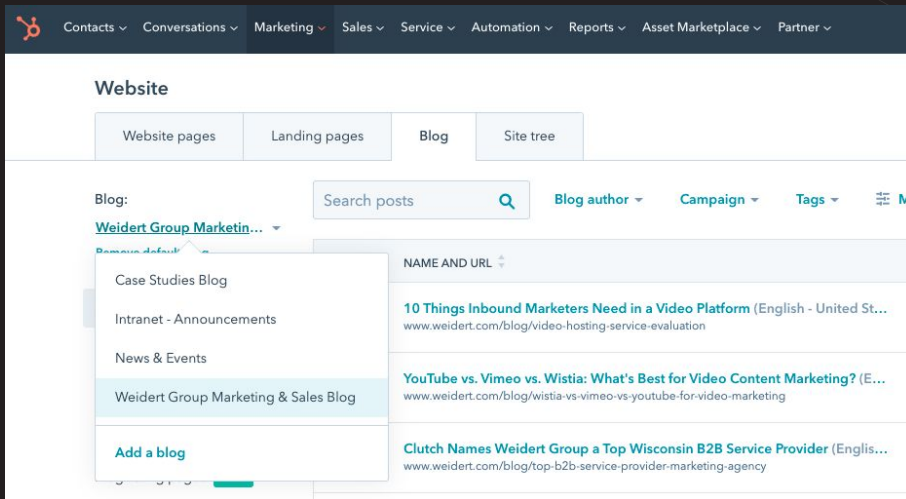 Contacts Conversations Marketing Sales Service Automation Reports Asset Marketplace Partner
Website
Website pages Landing pages Blog Site tree
Blog:
Weidert Group Marketin...
Search posts
Blog author Campaign Tags
Case Studies Blog
Intranet - Announcements
News & Events
Weidert Group Marketing & Sales Blog
Add a blog
NAME AND URL
10 Things Inbound Marketers Need in a Video Platform (English - United St...
www.weidert.com/blog/video-hosting-service-evaluation
YouTube vs. Vimeo vs. Wistia: What's Best for Video Content Marketing? (E...
www.weidert.com/blog/wistia-vs-vimeo-vs-youtube-for-video-marketing
Clutch Names Weidert Group a Top Wisconsin B2B Service Provider (Englis...
www.weidert.com/blog/top-b2b-service-provider-marketing-agency